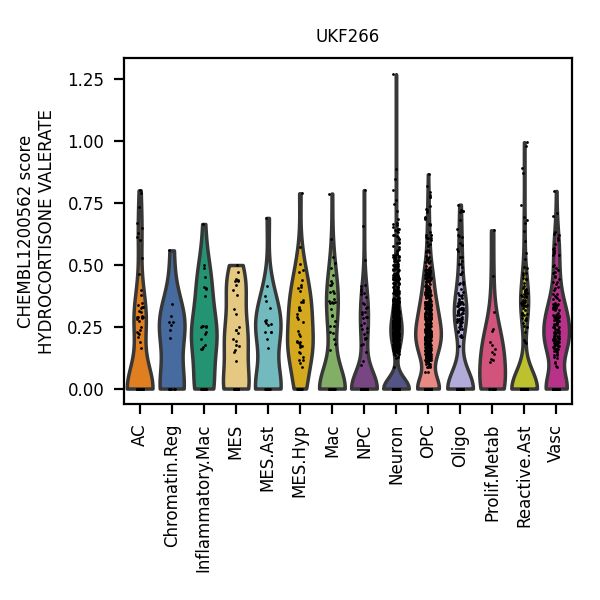 UKF266
CHEMBL1200562 score
HYDROCORTISONE VALERATE
1.25
1.00
0.75
0.50
0.25
0.00
AC
Chromatin.Reg
Inflammatory.Mac
MES
MES.Ast
MES.Hyp
Mac
NPC
Neuron
OPC
Oligo
Prolif.Metab
Reactive.Ast
Vasc